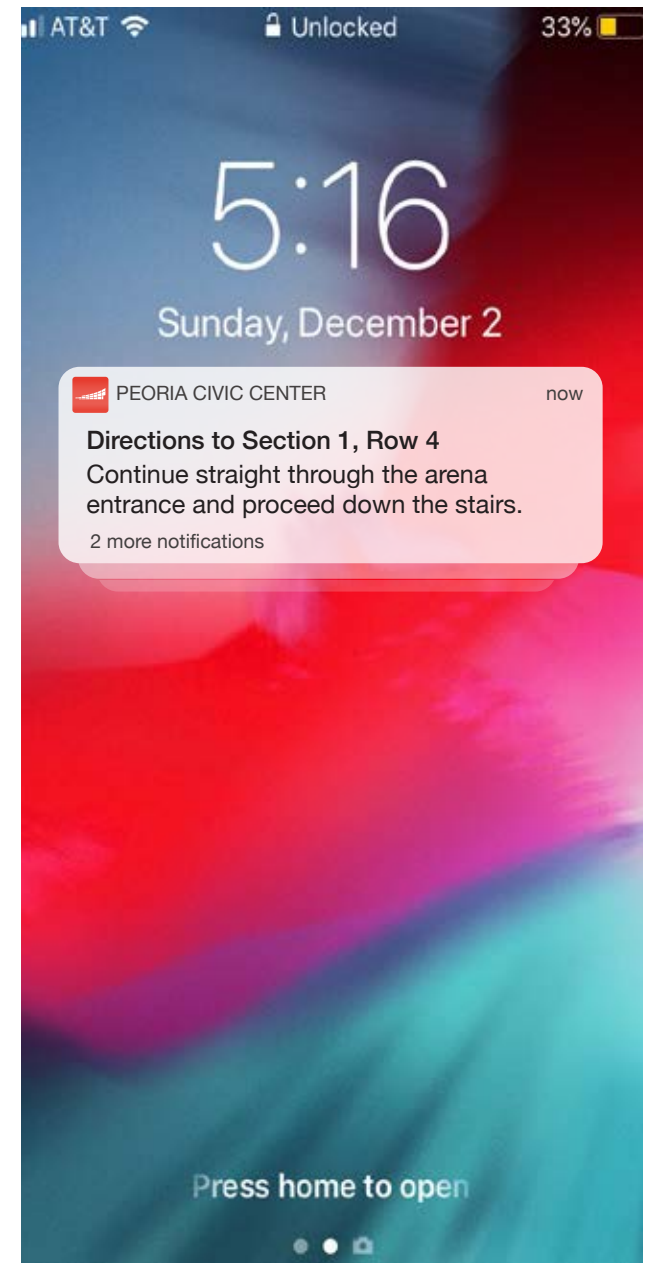 AT&T Unlocked 33%
5:16
Sunday, December 2
PEORIA CIVIC CENTER now
Directions to Section 1, Row 4
Continue straight through the arena
entrance and proceed down the stairs.
2 more notifications
Press home to open